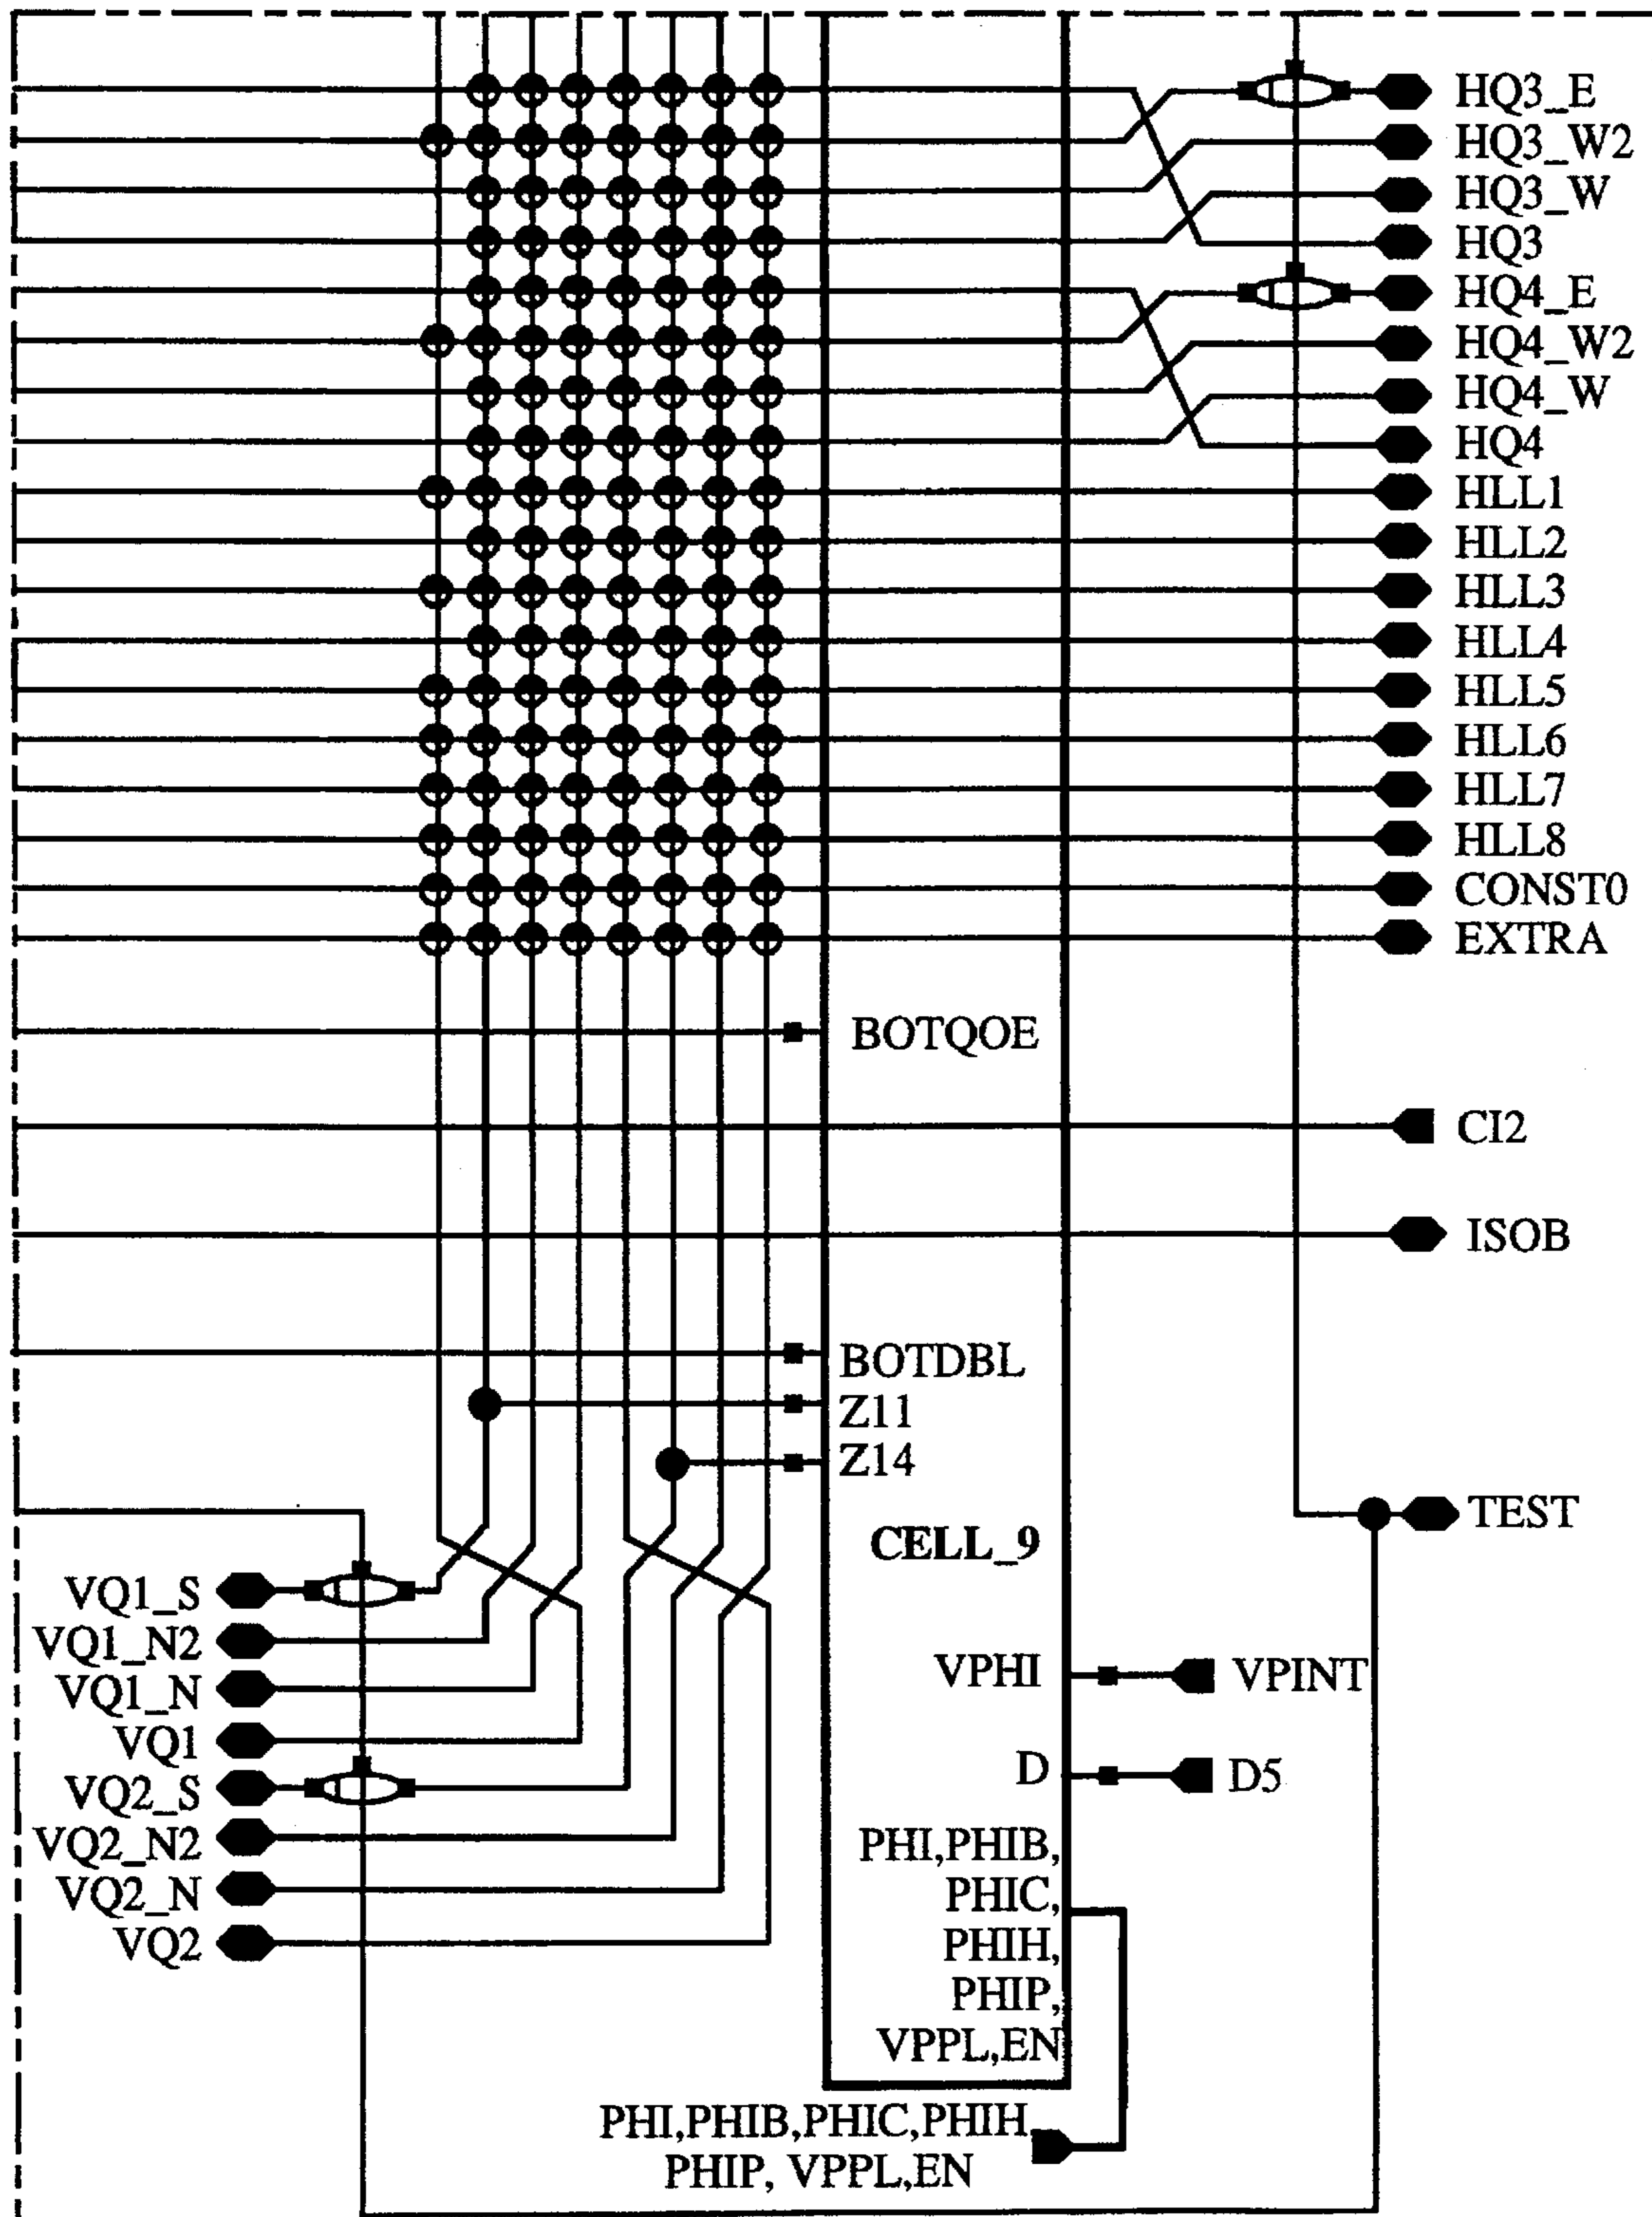 HQ3_E
HQ3_W2
HQ3_W
HQ3
HQ4_E
HQ4_W2
HQ4_W
HQ4
HLL1
HLL2
HLL3
HLL4
HLL5
HLL6
HLL7
HLL8
CONST0
EXTRA
BOTQOE
CI2
ISOB
BOTDBL
Z11
Z14
TEST
CELL_9
VQ1_S
VQ1_N2
VQ1_N
VQ1
VQ2_S
VQ2_N2
VQ2_N
VQ2
VPHI
VPINT
D
D5
PHI,PHIB,
PHIC,
PHIH,
PHIP,
VPPL,EN
PHI,PHIB,PHIC,PHIH
PHIP, VPPL,EN